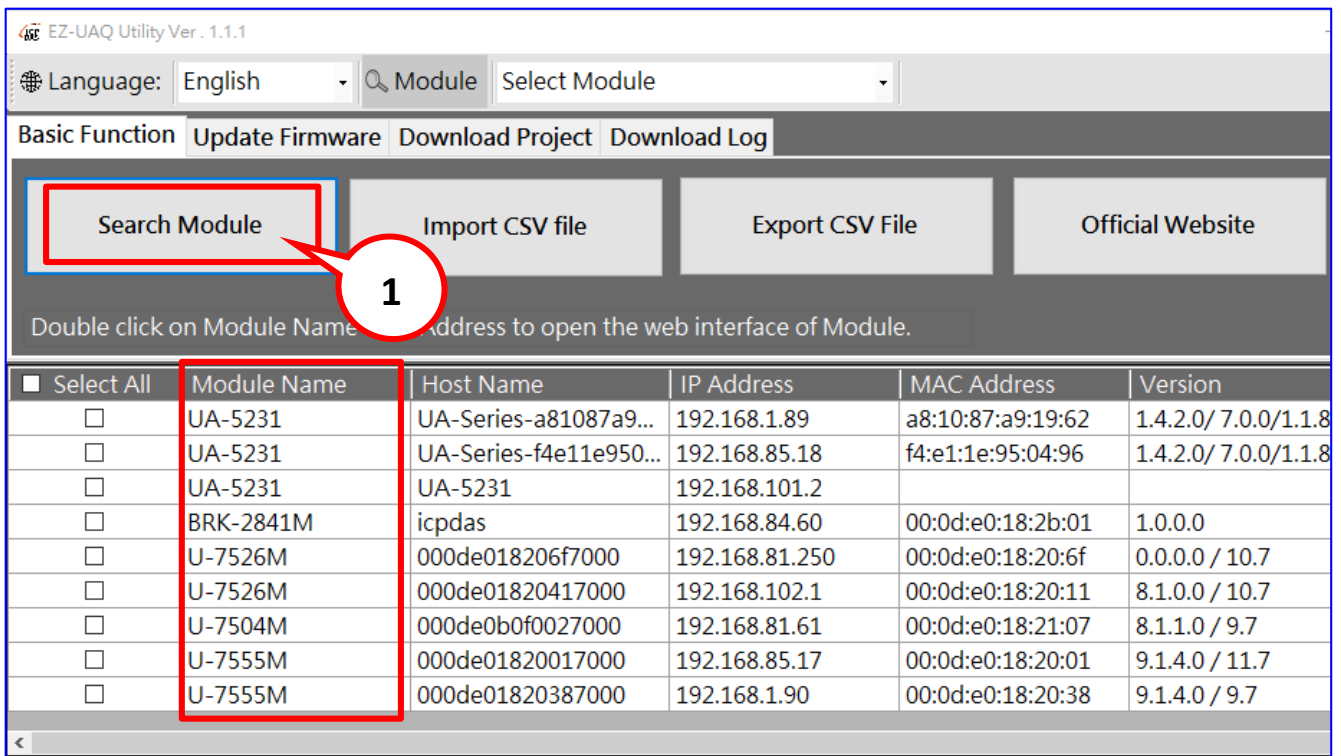 EZ-UAQ Utility Ver . 1.1.1
Language: English Module Select Module
Basic Function Update Firmware Download Project Download Log
Search Module Import CSV file Export CSV File Official Website
1
Double click on Module Name Address to open the web interface of Module.
Select All Module Name Host Name IP Address MAC Address Version
UA-5231 UA-Series-a81087a9... 192.168.1.89 a8:10:87:a9:19:62 1.4.2.0/ 7.0.0/1.1.8
UA-5231 UA-Series-f4e11e950... 192.168.85.18 f4:e1:1e:95:04:96 1.4.2.0/ 7.0.0/1.1.8
UA-5231 UA-5231 192.168.101.2
BRK-2841M icpdas 192.168.84.60 00:0d:e0:18:2b:01 1.0.0.0
U-7526M 000de018206f7000 192.168.81.250 00:0d:e0:18:20:6f 0.0.0.0 / 10.7
U-7526M 000de01820417000 192.168.102.1 00:0d:e0:18:20:11 8.1.0.0 / 10.7
U-7504M 000de0b0f0027000 192.168.81.61 00:0d:e0:18:21:07 8.1.1.0 / 9.7
U-7555M 000de01820017000 192.168.85.17 00:0d:e0:18:20:01 9.1.4.0 / 11.7
U-7555M 000de01820387000 192.168.1.90 00:0d:e0:18:20:38 9.1.4.0 / 9.7